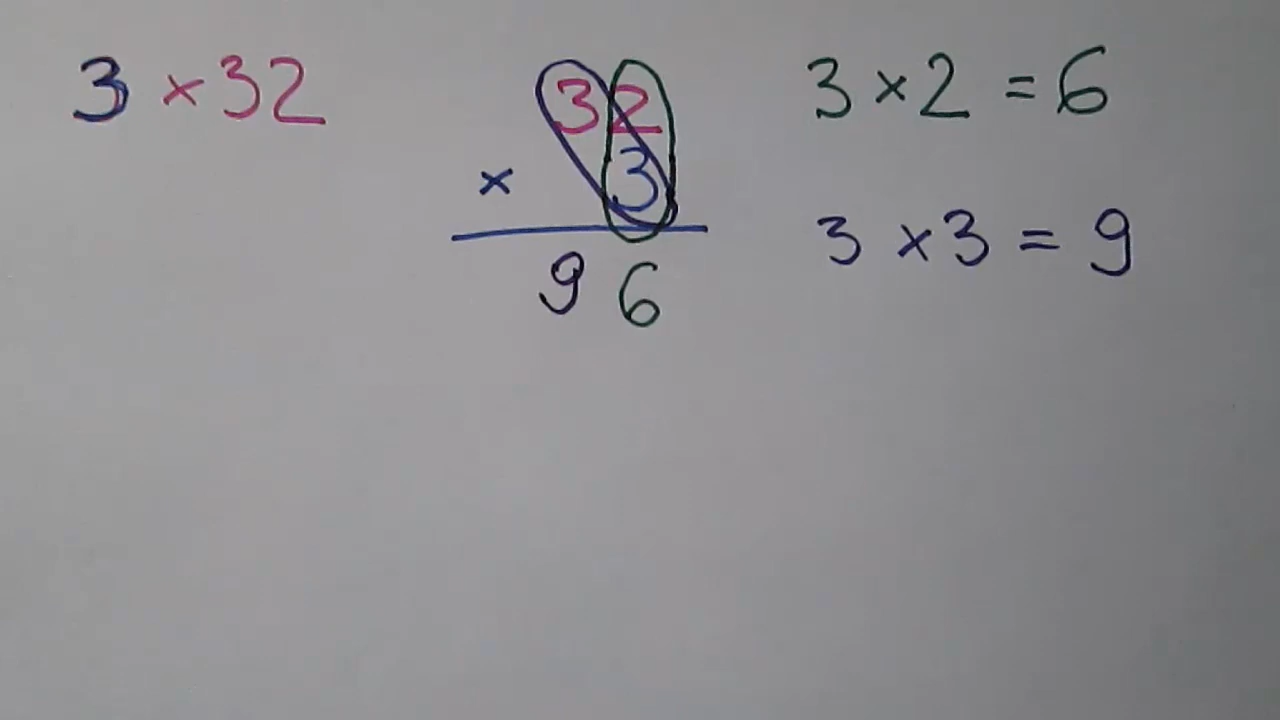 3 × 32
32
× 3
96
3 × 2 = 6
3 × 3 = 9